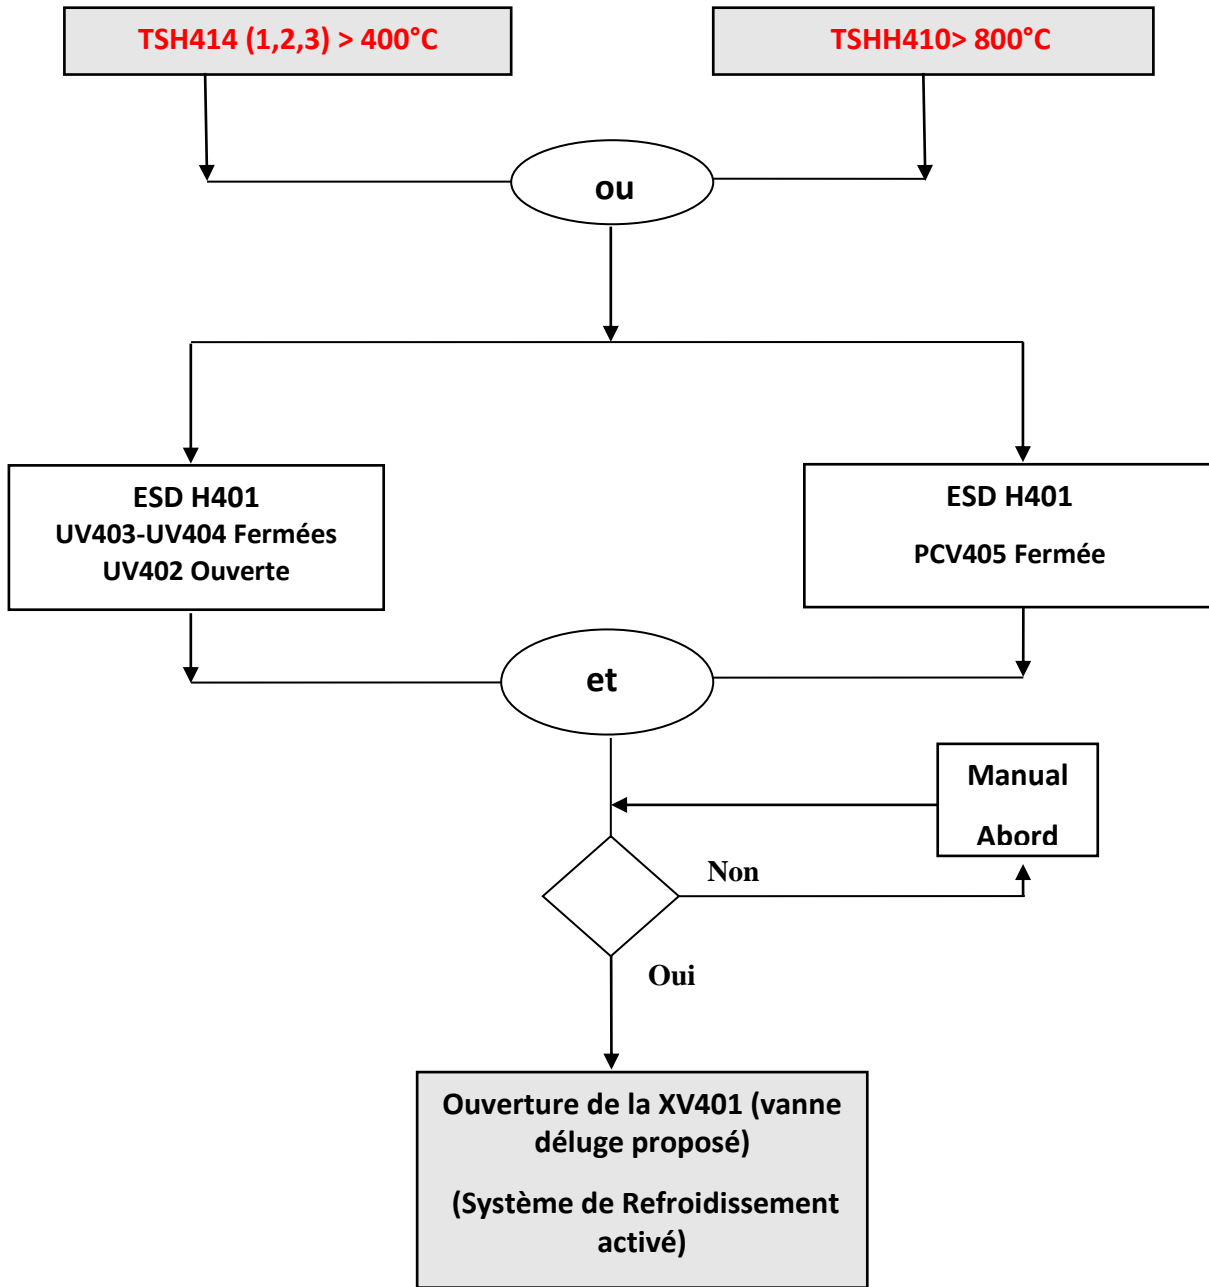 TSH414 (1,2,3) > 400°C
TSHH410> 800°C
ou
ESD H401
UV403-UV404 Fermées
UV402 Ouverte
ESD H401
PCV405 Fermée
et
Manual
Abord
Non
Oui
Ouverture de la XV401 (vanne
déluge proposé)
(Système de Refroidissement
activé)